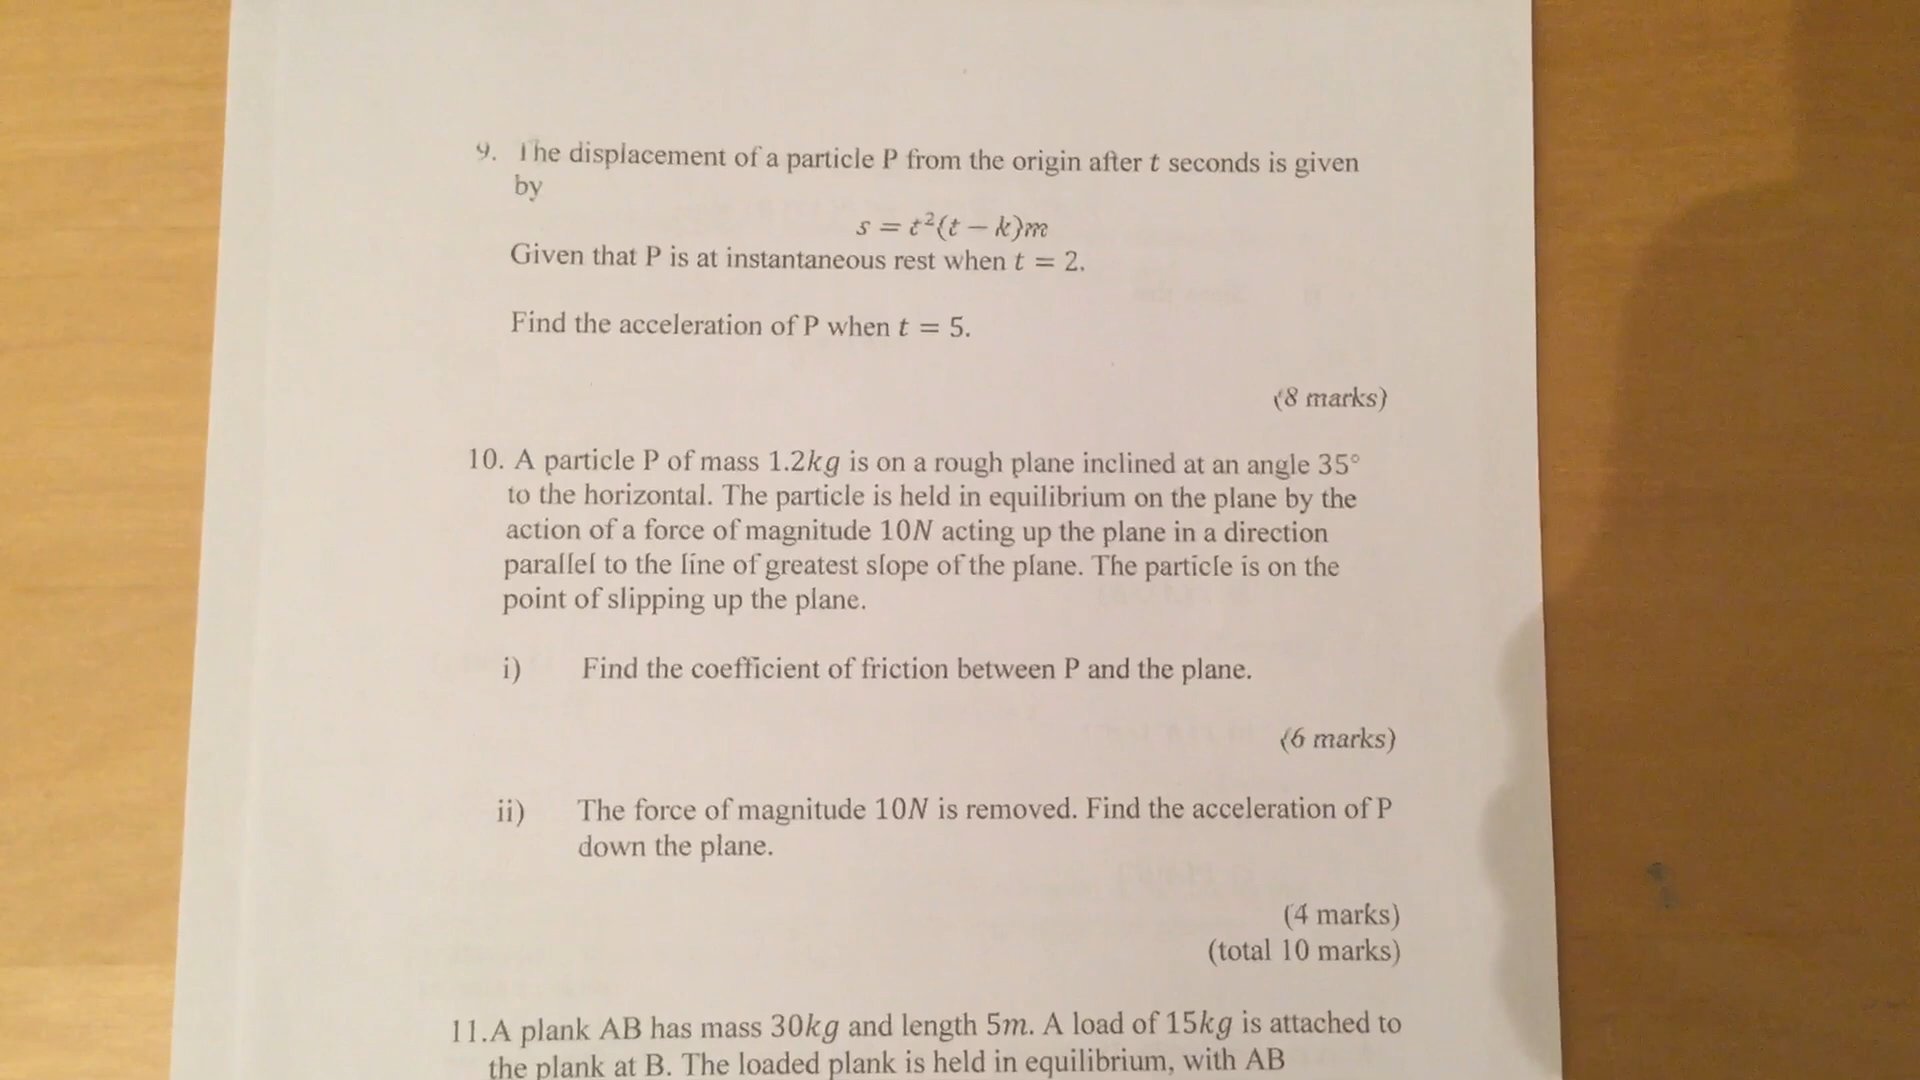 9. The displacement of a particle P from the origin after t seconds is given
by
s = t²(t − k)m
Given that P is at instantaneous rest when t = 2.
Find the acceleration of P when t = 5.
(8 marks)
10. A particle P of mass 1.2kg is on a rough plane inclined at an angle 35°
to the horizontal. The particle is held in equilibrium on the plane by the
action of a force of magnitude 10N acting up the plane in a direction
parallel to the line of greatest slope of the plane. The particle is on the
point of slipping up the plane.
i) Find the coefficient of friction between P and the plane.
(6 marks)
ii) The force of magnitude 10N is removed. Find the acceleration of P
down the plane.
(4 marks)
(total 10 marks)
11.A plank AB has mass 30kg and length 5m. A load of 15kg is attached to
the plank at B. The loaded plank is held in equilibrium, with AB